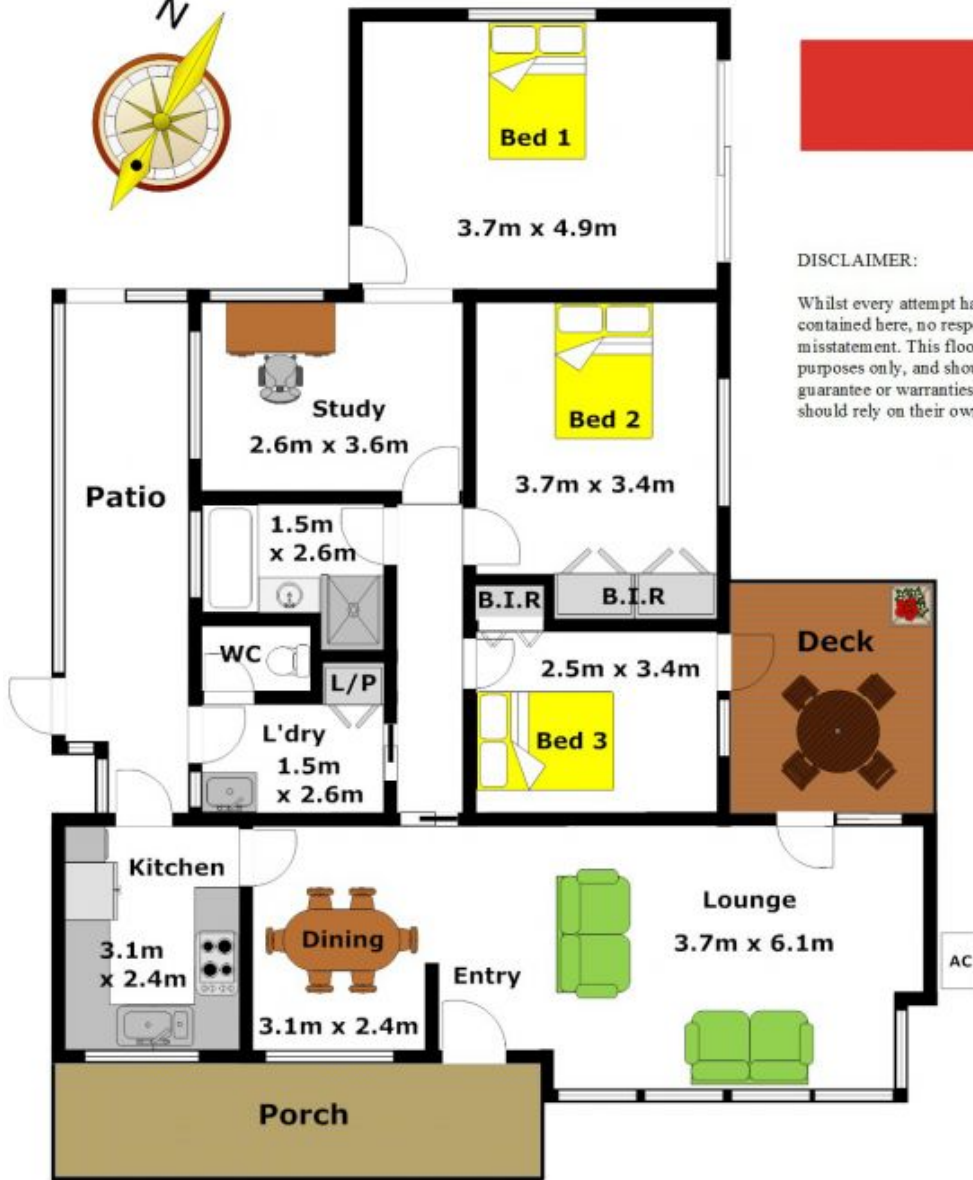 N
Bed 1
3.7m x 4.9m
DISCLAIMER:
Whilst every attempt ha
contained here, no resp
misstatement. This floo
purposes only, and shou
guarantee or warranties
should rely on their ow
Study
2.6m x 3.6m
Bed 2
3.7m x 3.4m
Patio
1.5m
x 2.6m
B.I.R
B.I.R
WC
L/P
2.5m x 3.4m
Deck
L'dry
1.5m
x 2.6m
Bed 3
Kitchen
3.1m
x 2.4m
Dining
3.1m x 2.4m
Entry
Lounge
3.7m x 6.1m
AC
Porch